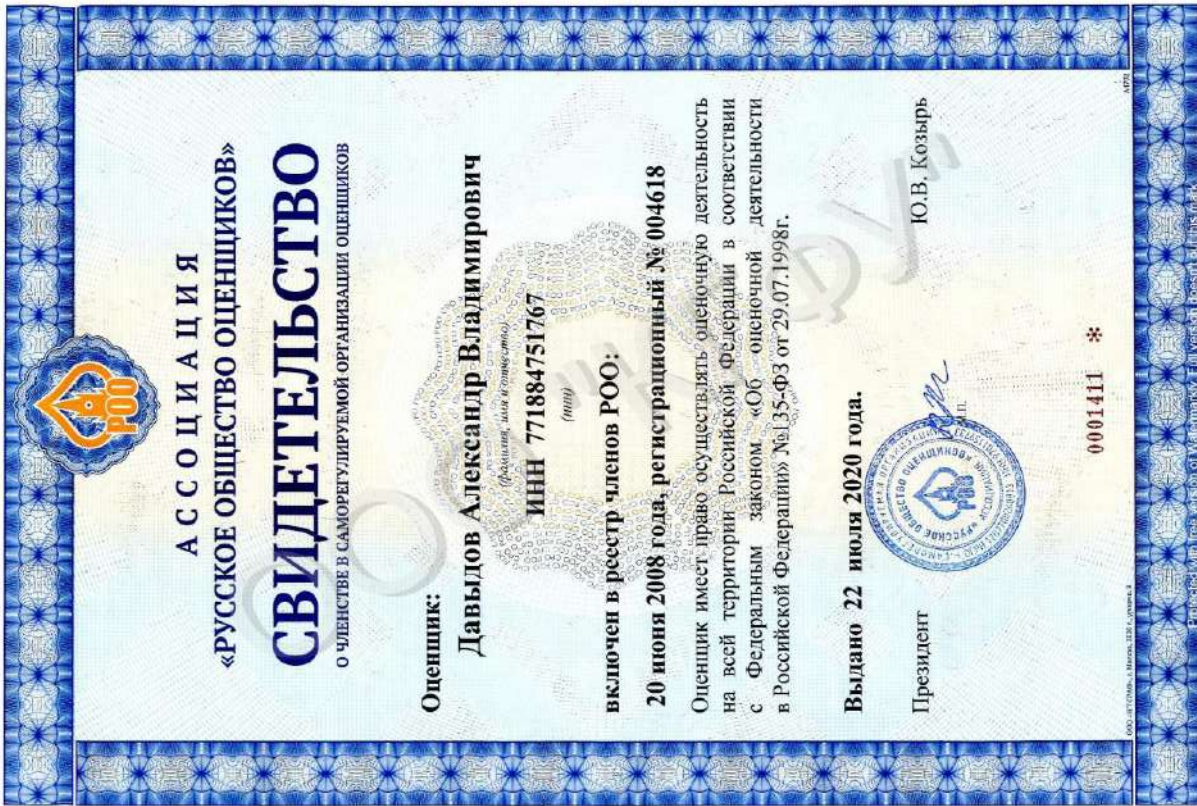 РОО
АССОЦИАЦИЯ
«РУССКОЕ ОБЩЕСТВО ОЦЕНЩИКОВ»
СВИДЕТЕЛЬСТВО
О ЧЛЕНСТВЕ В САМОРЕГУЛИРУЕМОЙ ОРГАНИЗАЦИИ ОЦЕНЩИКОВ
Оценщик:
Давыдов Александр Владимирович
(фамилия, имя и отчество)
ИНН 771884751767
(инн)
включен в реестр членов РОО:
20 июня 2008 года, регистрационный № 004618
Оценщик имеет право осуществлять оценочную деятельность
на всей территории Российской Федерации в соответствии
с Федеральным законом «Об оценочной деятельности
в Российской Федерации» №135-ФЗ от 29.07.1998г.
Выдано 22 июля 2020 года.
Президент
М.П.
Ю.В. Козырь
0001411 *